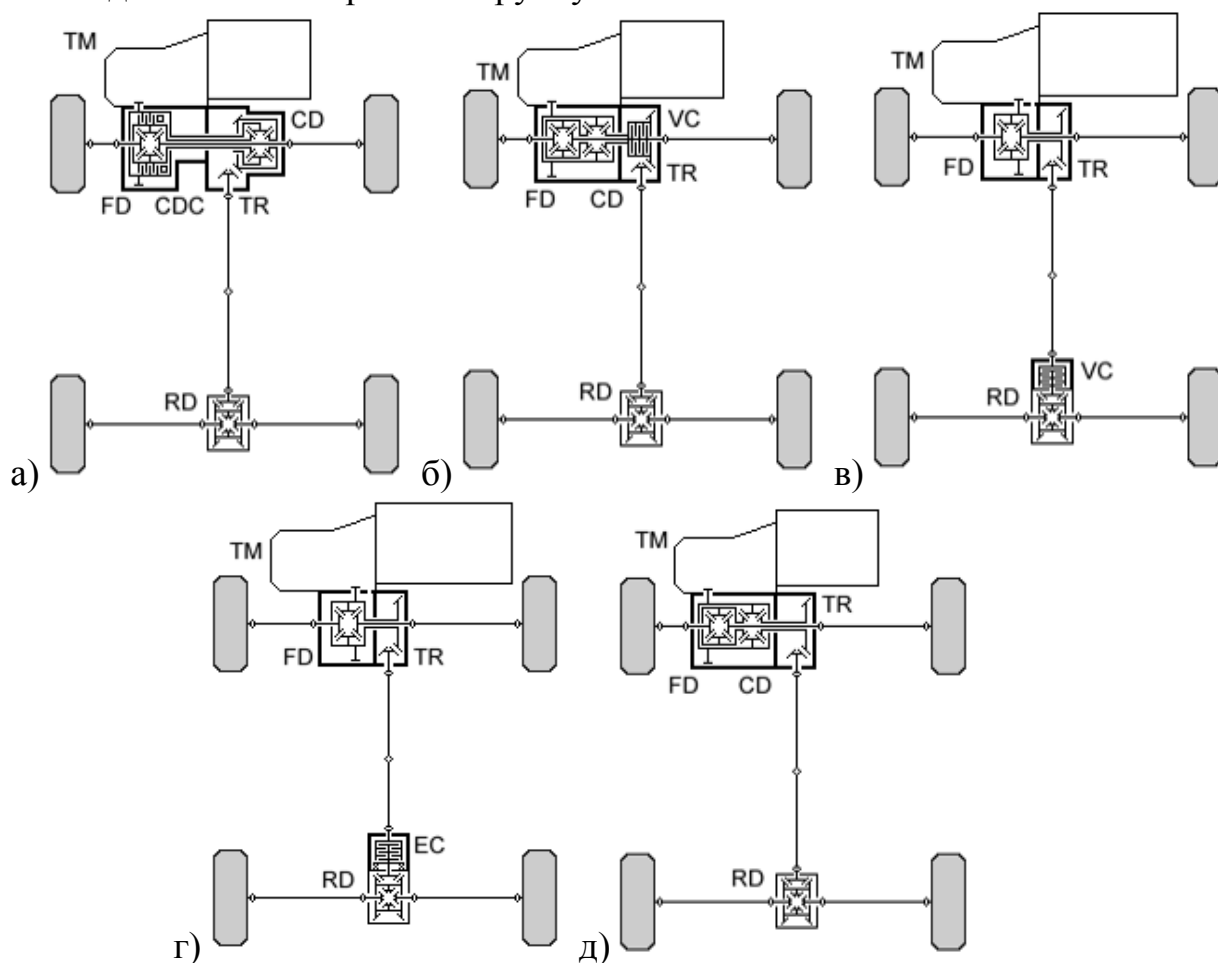 TM
CD
FD CDC TR
RD
а)
TM
VC
TR
FD CD
RD
б)
TM
FD TR
VC
RD
в)
TM
FD TR
EC
RD
г)
TM
TR
FD CD
RD
д)